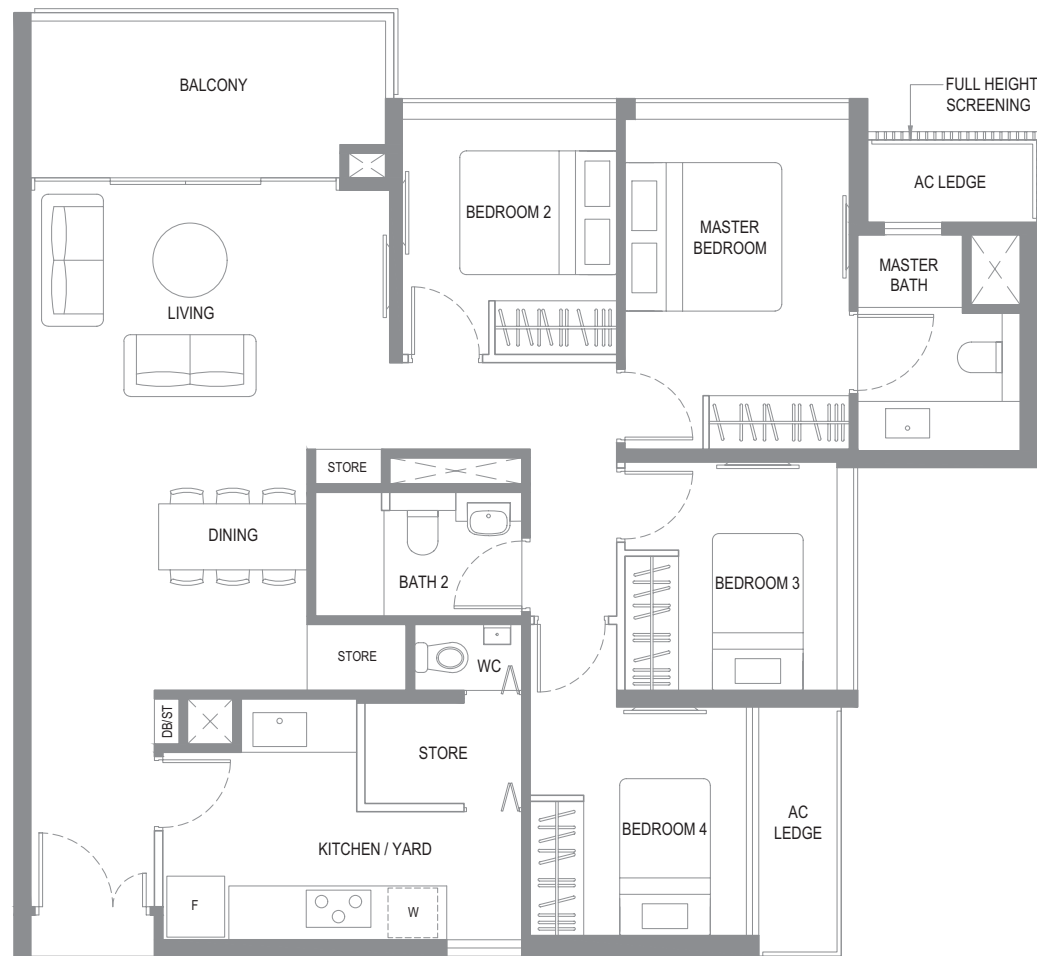 BALCONY
FULL HEIGHT
SCREENING
AC LEDGE
BEDROOM 2
MASTER
BEDROOM
MASTER
BATH
LIVING
STORE
DINING
BATH 2
BEDROOM 3
STORE
WC
DB/ST
STORE
AC
LEDGE
BEDROOM 4
KITCHEN / YARD
F
W